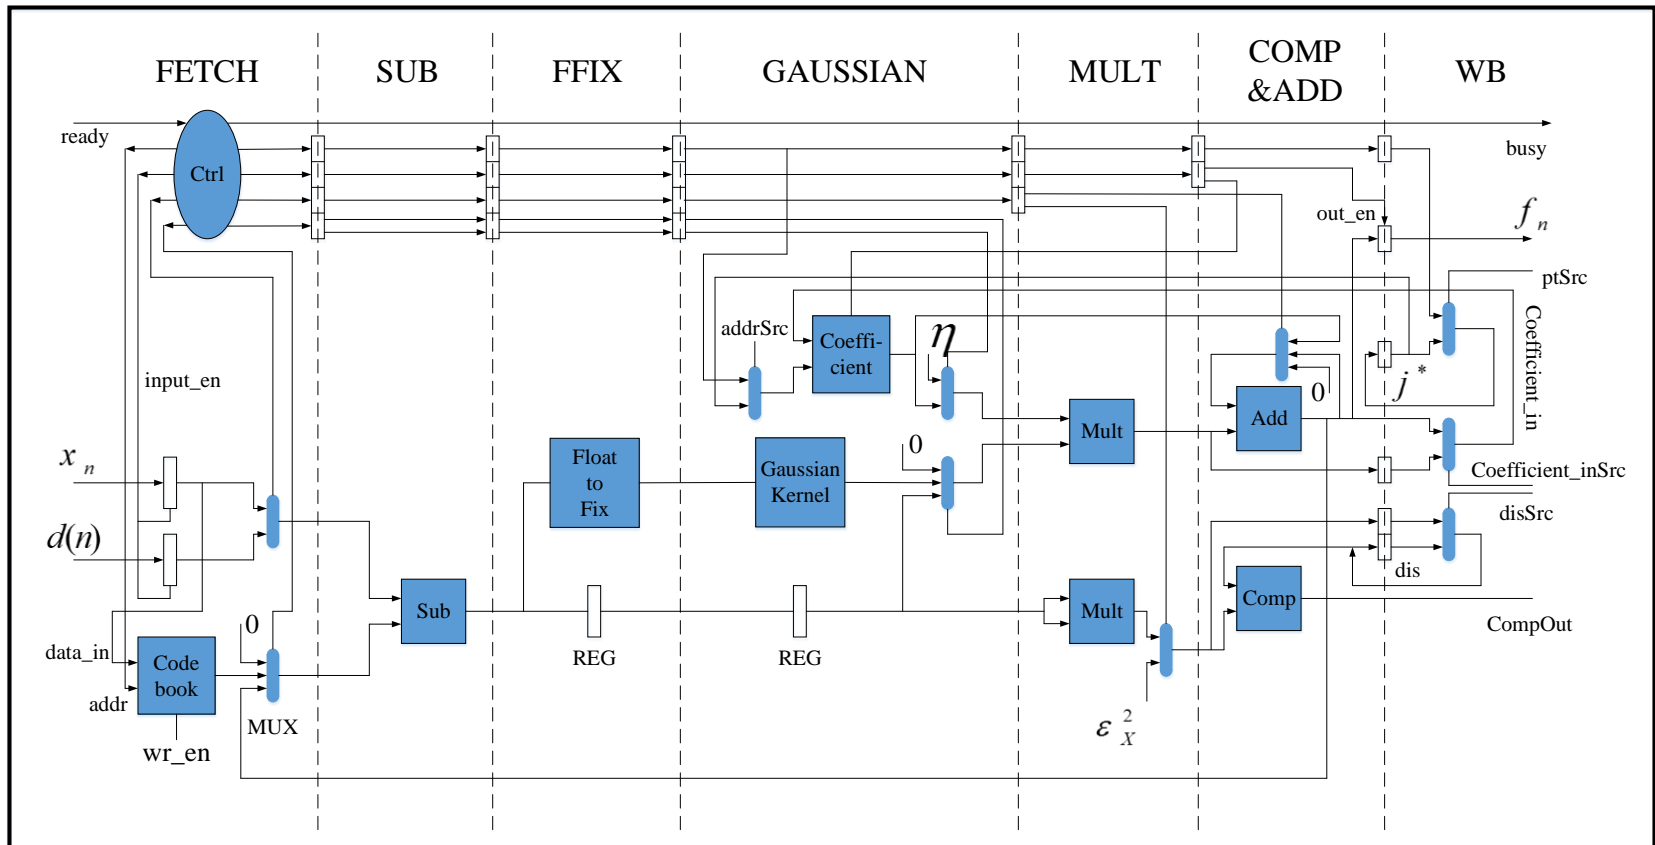 FETCH
SUB
FFIX
GAUSSIAN
MULT
COMP
&ADD
WB
ready
Ctrl
busy
out_en
f n
ptSrc
addrSrc
η
Coeffi-
cient
Coefficient_in
input_en
0
j *
Add
Mult
x n
Float
to
Fix
Gaussian
Kernel
0
Coefficient_inSrc
disSrc
d(n)
dis
Sub
Mult
Comp
CompOut
0
data_in
Code
book
REG
REG
addr
MUX
ε 2 X
wr_en